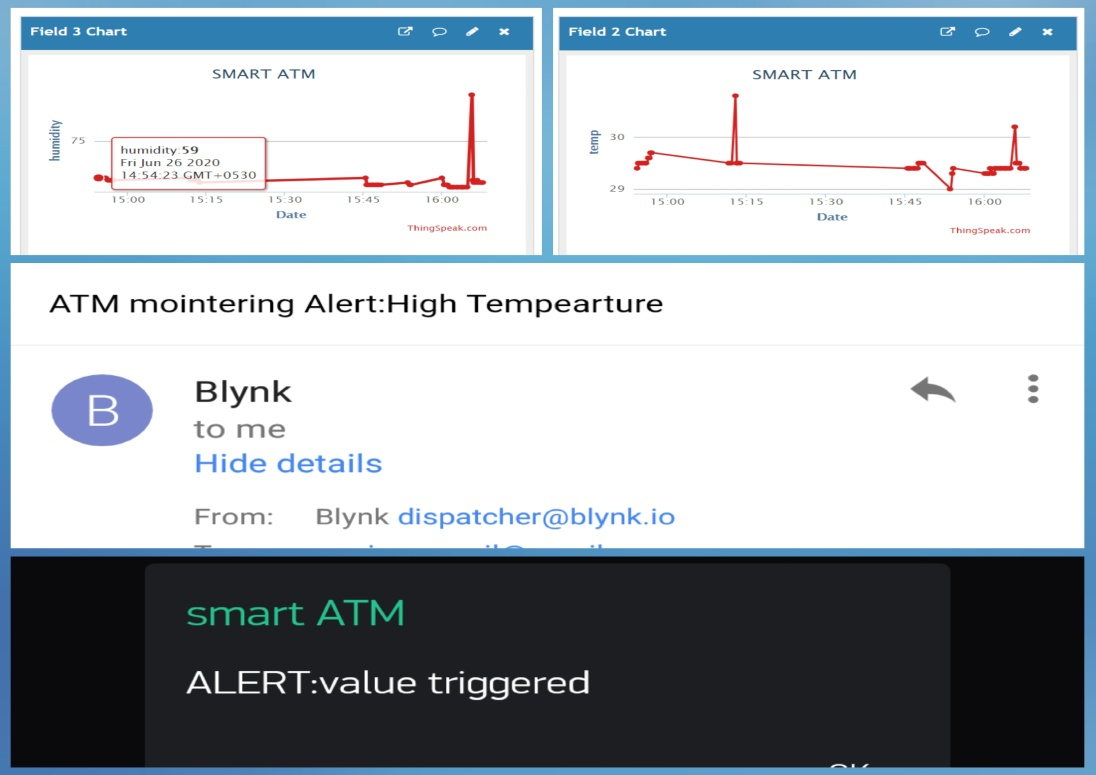 Field 3 Chart
SMART ATM
humidity
75
humidity:59
Fri Jun 26 2020
14:54:23 GMT+0530
15:00 15:15 15:30 15:45 16:00
Date
ThingSpeak.com
Field 2 Chart
SMART ATM
temp
30
29
15:00 15:15 15:30 15:45 16:00
Date
ThingSpeak.com
ATM mointering Alert:High Tempearture
B
Blynk
to me
Hide details
From: Blynk dispatcher@blynk.io
smart ATM
ALERT:value triggered
OK